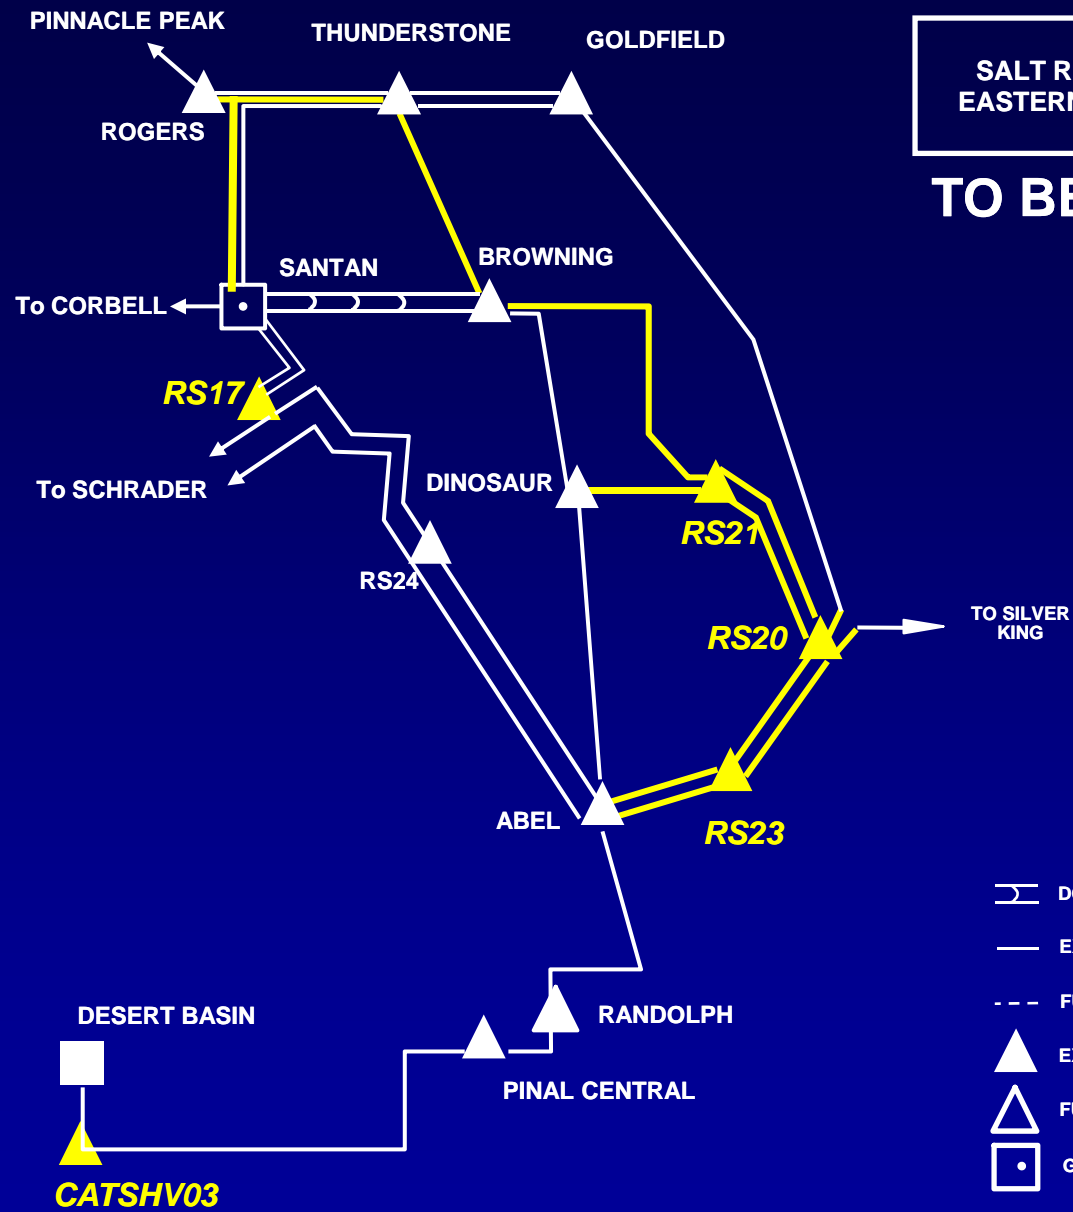 PINNACLE PEAK
THUNDERSTONE
GOLDFIELD
SALT R
EASTERN
TO BE
ROGERS
SANTAN
BROWNING
To CORBELL
RS17
To SCHRADER
DINOSAUR
RS21
RS24
RS20
TO SILVER
KING
ABEL
RS23
DESERT BASIN
RANDOLPH
PINAL CENTRAL
CATSHV03